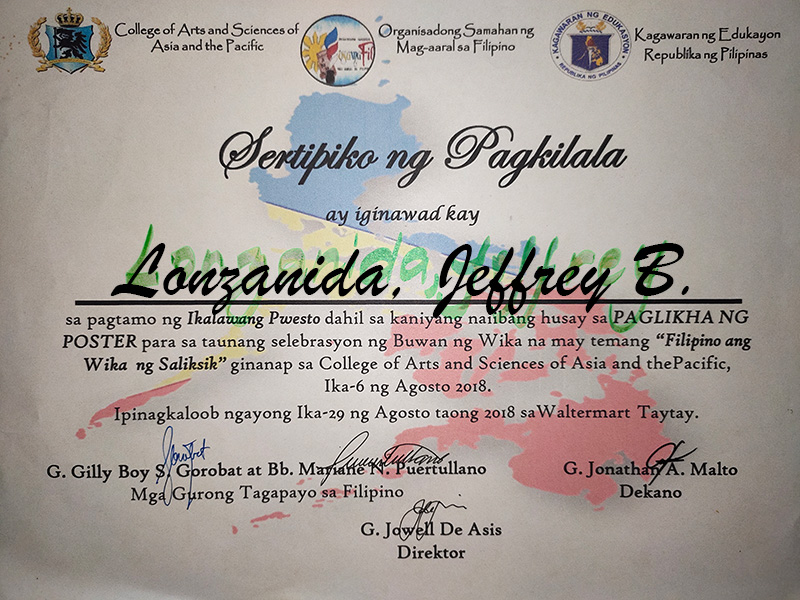 College of Arts and Sciences of
Asia and the Pacific
Organisadong Samahan ng
Mag-aaral sa Filipino
KAGAWARAN NG EDUKASYON
REPUBLIKA NG PILIPINAS
Kagawaran ng Edukayon
Republika ng Pilipinas
Sertipiko ng Pagkilala
ay iginawad kay
Lonzanida, Jeffrey B.
sa pagtamo ng Ikalawang Pwesto dahil sa kaniyang natibang husay sa PAGLIKHA NG
POSTER para sa taunang selebrasyon ng Buwan ng Wika na may temang "Filipino ang
Wika ng Saliksik" ginanap sa College of Arts and Sciences of Asia and thePacific,
Ika-6 ng Agosto 2018.
Ipinagkaloob ngayong Ika-29 ng Agosto taong 2018 saWaltermart Taytay.
G. Gilly Boy S. Gorobat at Bb. Mariane N. Puertullano
Mga Gurong Tagapayo sa Filipino
G. Jonathan A. Malto
Dekano
G. Jowell De Asis
Direktor